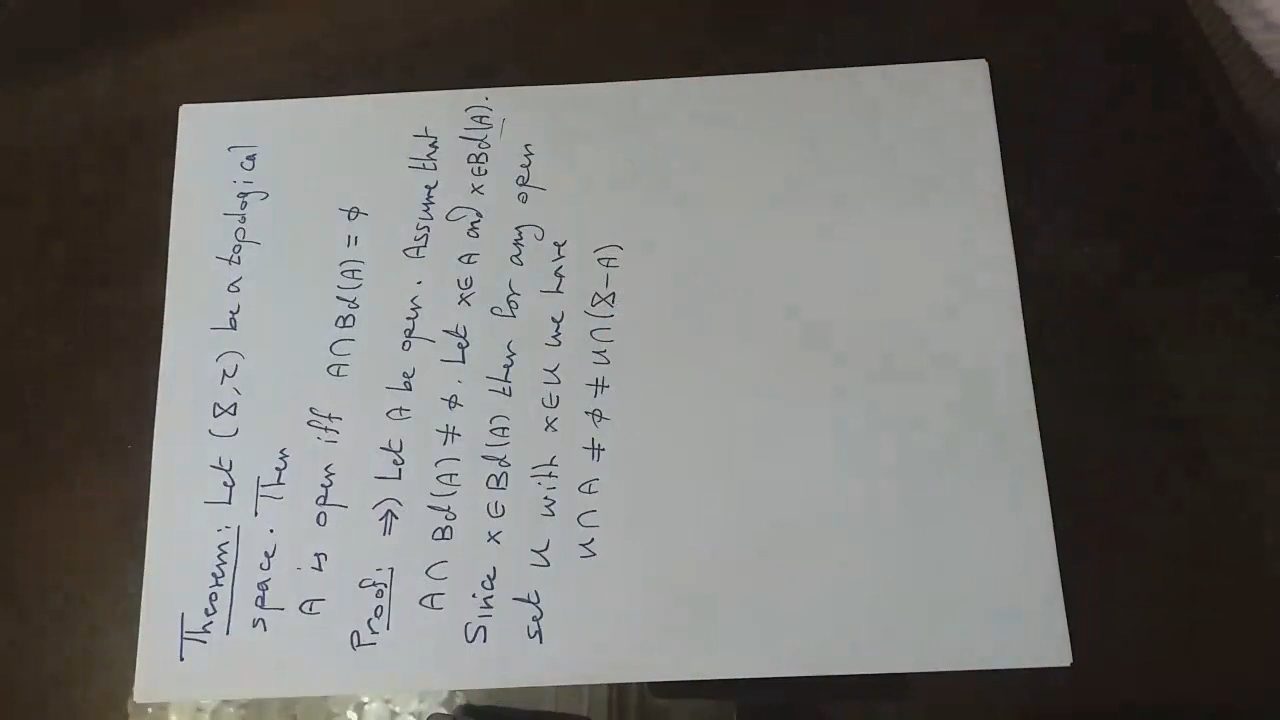 Theorem: Let (X, τ) be a topological
space. Then
A is open iff A∩Bd(A) = ϕ
Proof: ⇒) Let A be open. Assume that
A ∩ Bd(A) ≠ ϕ. Let x∈A and x∈Bd(A).
Since x∈Bd(A) then for any open
set U with x∈U we have
U∩A ≠ ϕ ≠ U∩(X−A)